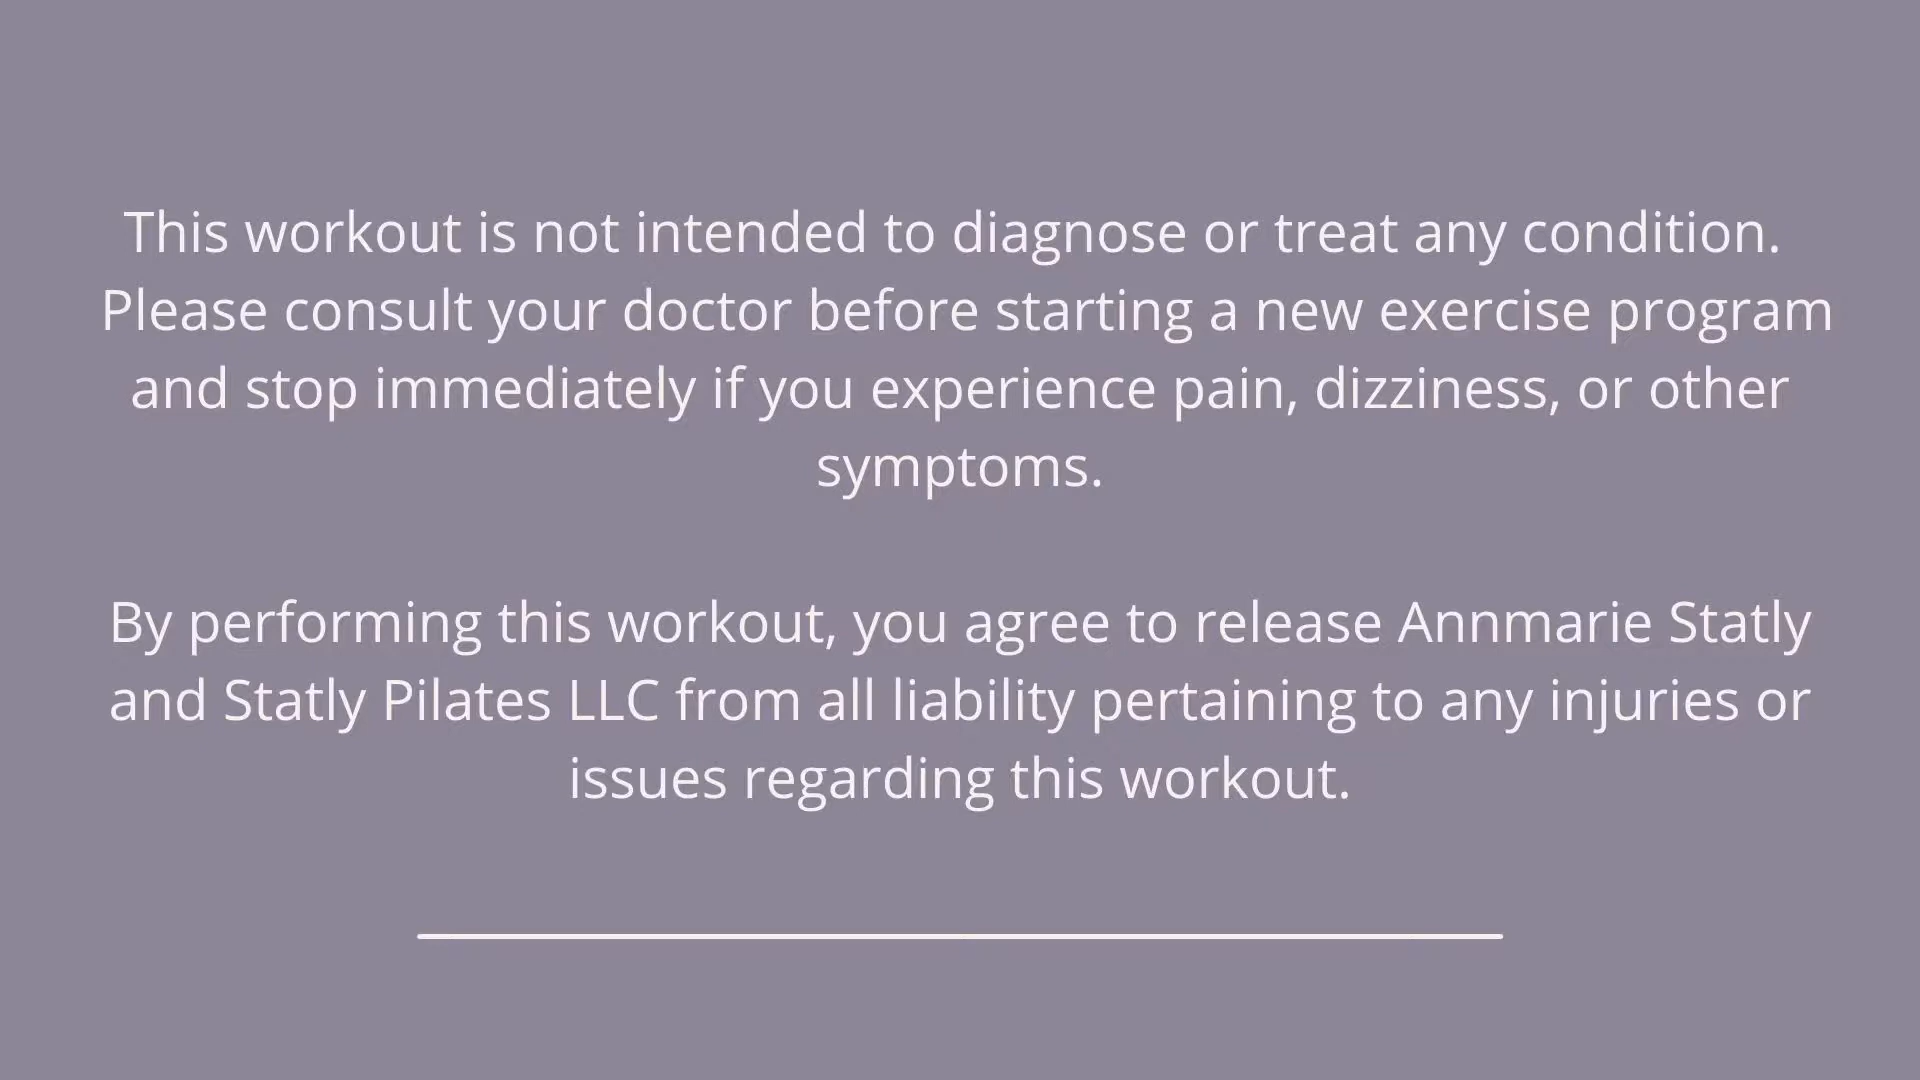 This workout is not intended to diagnose or treat any condition.
Please consult your doctor before starting a new exercise program
and stop immediately if you experience pain, dizziness, or other
symptoms.
By performing this workout, you agree to release Annmarie Statly
and Statly Pilates LLC from all liability pertaining to any injuries or
issues regarding this workout.